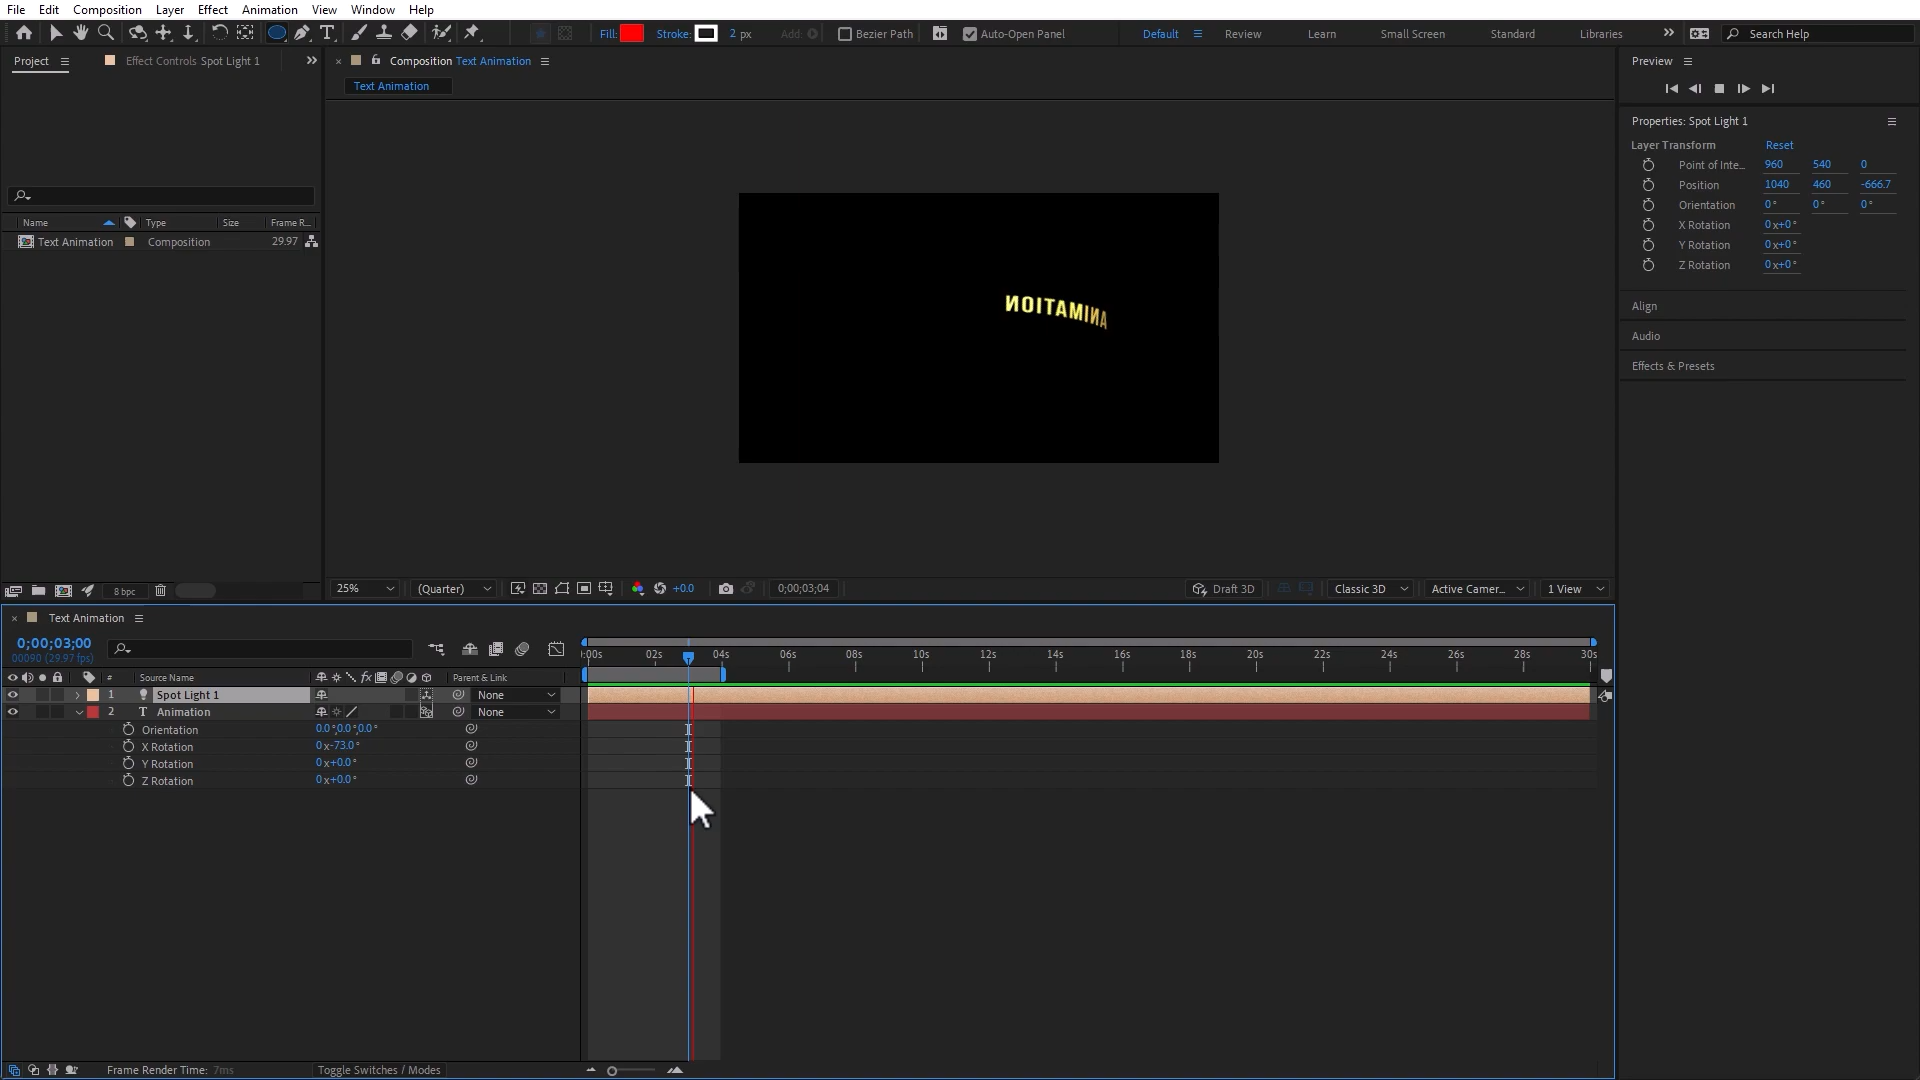 File Edit Composition Layer Effect Animation View Window Help
Fill: Stroke: 2 px Add: Bezier Path Auto-Open Panel Default Review Learn Small Screen Standard Libraries Search Help
Project Effect Controls Spot Light 1
Composition Text Animation
Text Animation
Name Type Size Frame R...
Text Animation Composition 29.97
ANIMATION
8 bpc
25% (Quarter) +0.0 0;00;03;04 Draft 3D Classic 3D Active Camer... 1 View
Preview
Properties: Spot Light 1
Layer Transform Reset
Point of Inte... 960 540 0
Position 1040 460 -666.7
Orientation 0° 0° 0°
X Rotation 0x+0°
Y Rotation 0x+0°
Z Rotation 0x+0°
Align
Audio
Effects & Presets
Text Animation
0;00;03;00
00090 (29.97 fps)
:00s 02s 04s 06s 08s 10s 12s 14s 16s 18s 20s 22s 24s 26s 28s 30s
# Source Name fx Parent & Link
1 Spot Light 1 None
2 T Animation None
Orientation 0.0°,0.0°,0.0°
X Rotation 0x-73.0°
Y Rotation 0x+0.0°
Z Rotation 0x+0.0°
Frame Render Time: 7ms Toggle Switches / Modes